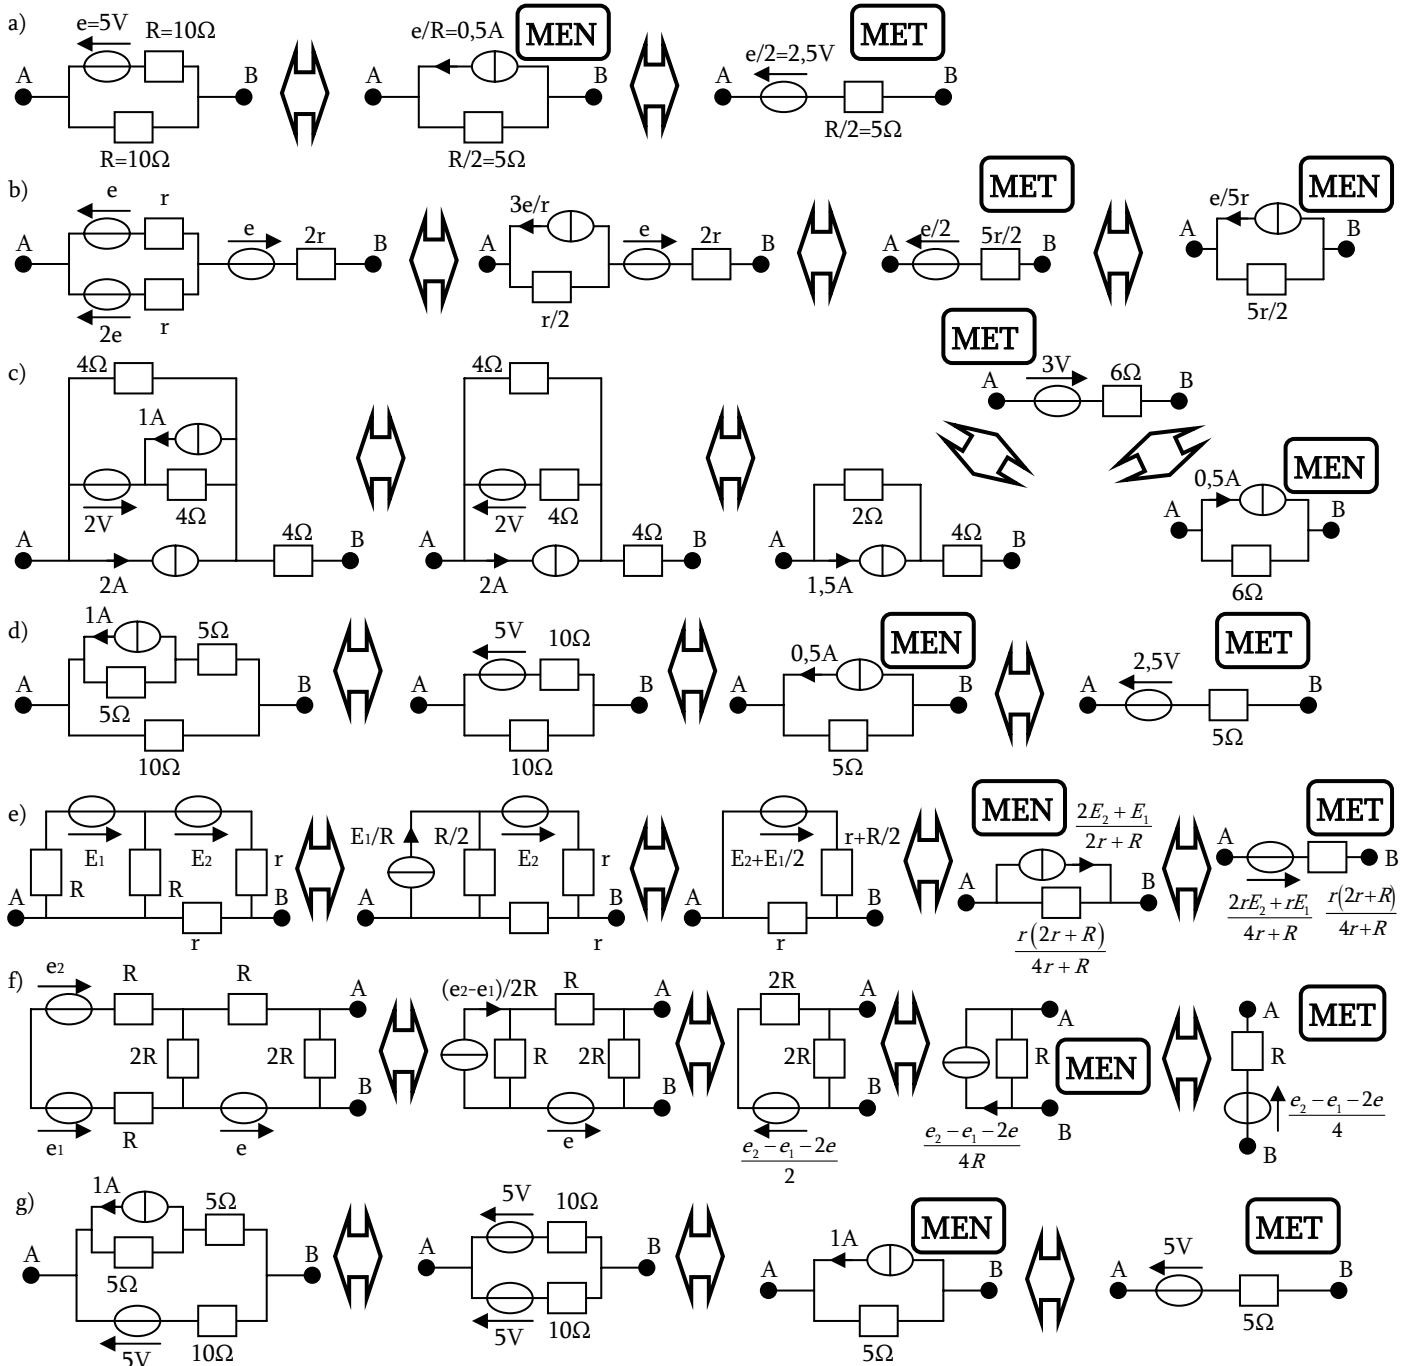 a)
e=5V
R=10Ω
A
B
R=10Ω
e/R=0,5A
MEN
A
B
R/2=5Ω
MET
e/2=2,5V
A
B
R/2=5Ω
b)
e
r
A
e
2r
B
2e
r
3e/r
A
e
2r
B
r/2
MET
A
e/2
5r/2
B
MEN
e/5r
A
B
5r/2
c)
4Ω
1A
2V
4Ω
A
2A
4Ω
B
4Ω
2V
4Ω
A
2A
4Ω
B
2Ω
A
1,5A
4Ω
B
MET
3V
A
6Ω
B
MEN
0,5A
A
B
6Ω
d)
1A
5Ω
A
B
5Ω
10Ω
5V
10Ω
A
B
10Ω
MEN
0,5A
A
B
5Ω
MET
2,5V
A
B
5Ω
e)
E1
E2
r
R
R
A
B
r
E1/R
R/2
E2
r
A
B
r
r+R/2
E2+E1/2
A
B
r
MEN
2E2 + E1
2r + R
A
B
r(2r + R)
4r + R
MET
A
B
2rE2 + rE1
4r + R
r(2r+R)
4r+R
f)
e2
R
R
A
2R
2R
B
e1
R
e
(e2-e1)/2R
R
A
R
2R
B
e
2R
A
2R
B
e2 − e1 − 2e
2
A
R
MEN
B
e2 − e1 − 2e
4R
MET
A
R
e2 − e1 − 2e
4
B
g)
1A
5Ω
A
B
5Ω
5V
10Ω
5V
10Ω
A
B
5V
10Ω
MEN
1A
A
B
5Ω
MET
5V
A
B
5Ω